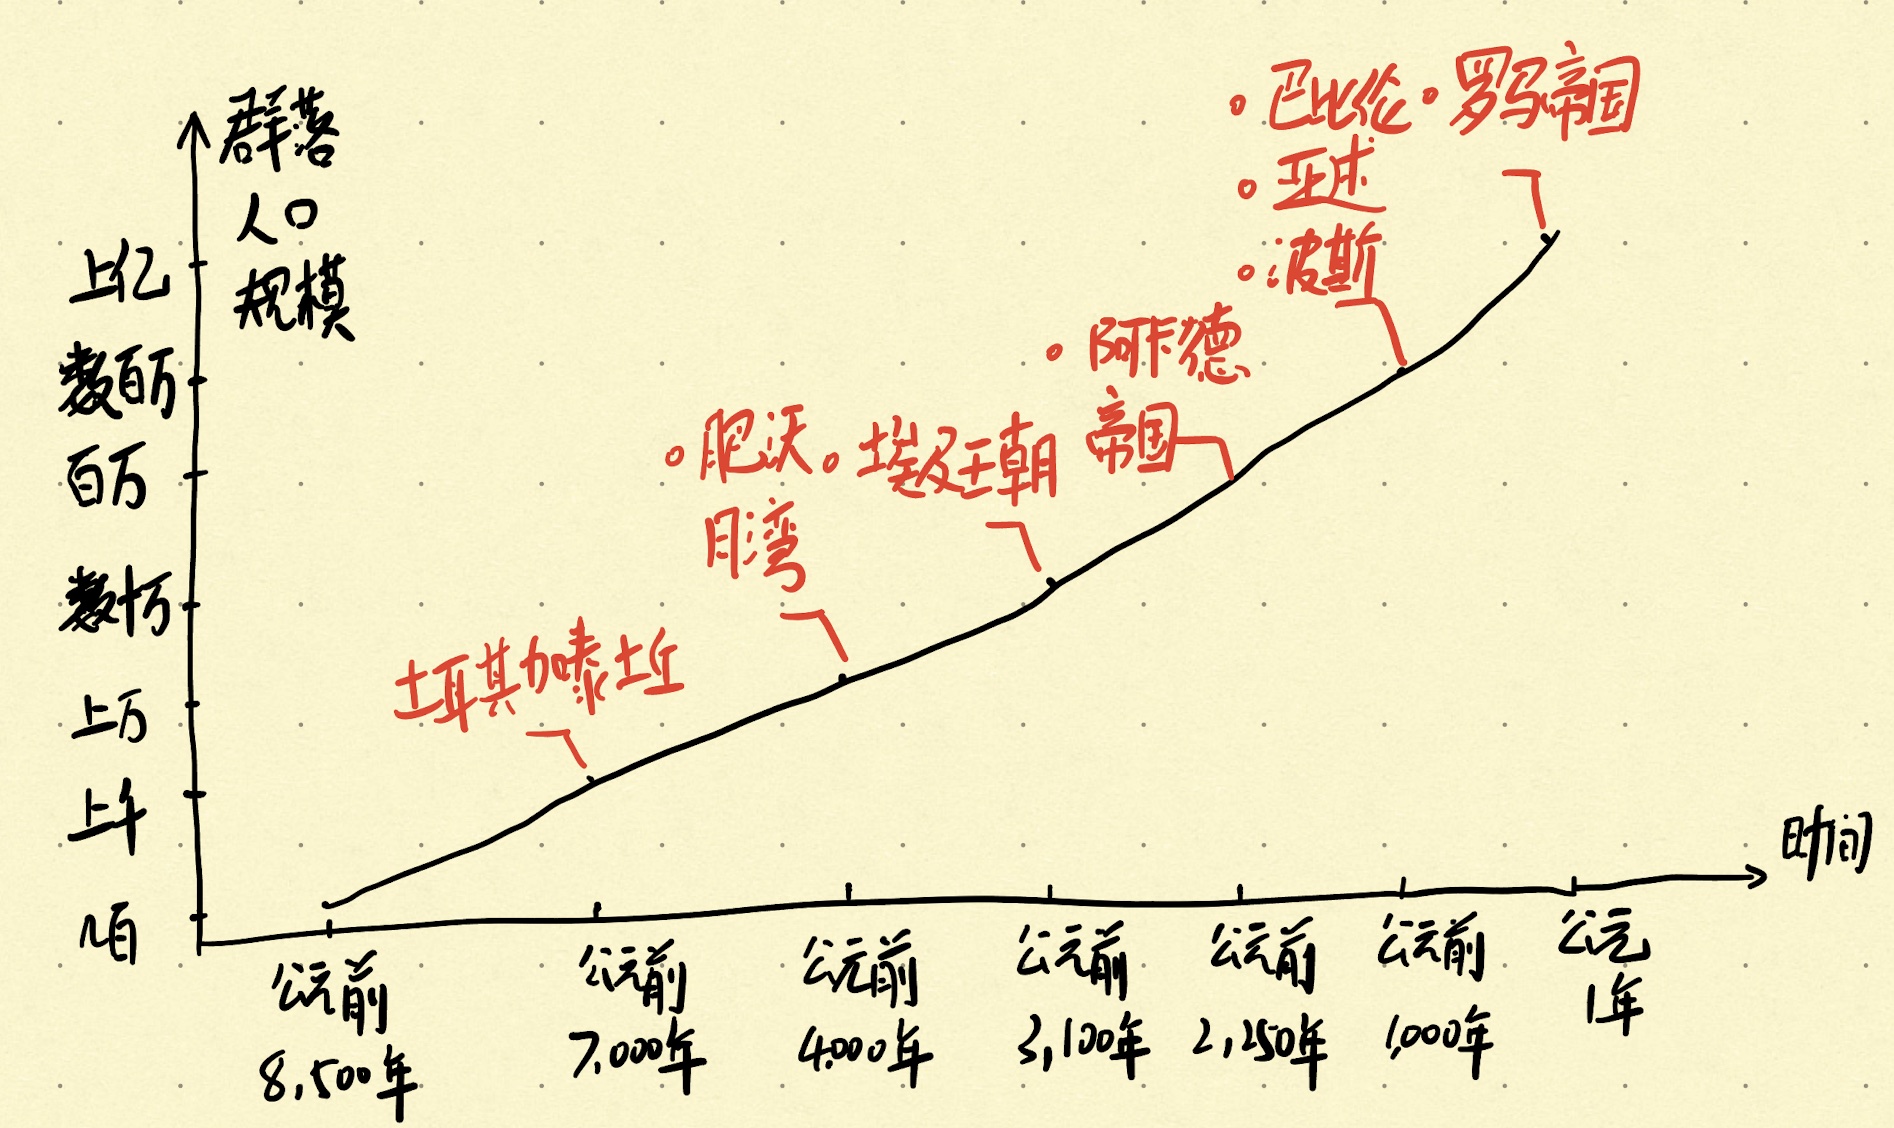 群落
人口
规模
上亿
数百万
百万
数十万
上万
上千
几百
土耳其加泰土丘
肥沃
月湾
埃及王朝
阿卡德
帝国
巴比伦
亚述
波斯
罗马帝国
时间
公元前
8,500年
公元前
7,000年
公元前
4,000年
公元前
3,100年
公元前
2,250年
公元前
1,000年
公元
1年